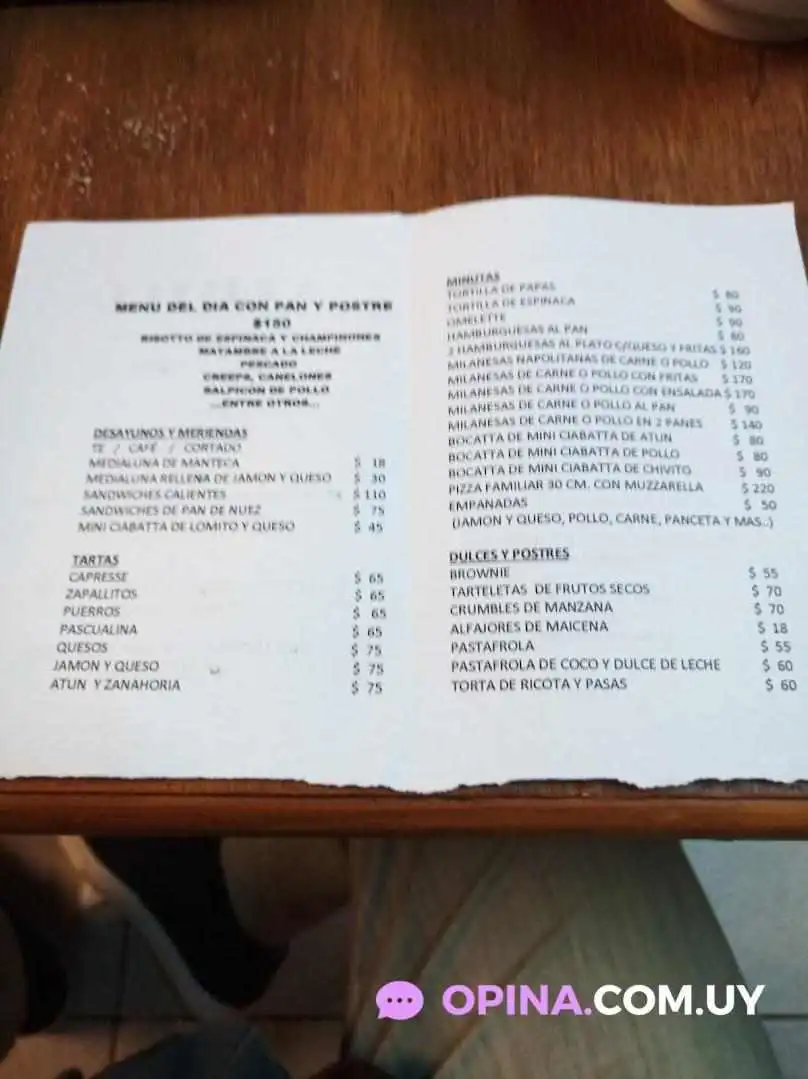 MENU DEL DIA CON PAN Y POSTRE
$180
RISOTTO DE ESPINACA Y CHAMPINONES
MATAMBRE A LA LECHE
PESCADO
CREEPS, CANELONES
SALPICON DE POLLO
...ENTRE OTROS...
DESAYUNOS Y MERIENDAS
TE / CAFÉ / CORTADO
MEDIALUNA DE MANTECA $ 18
MEDIALUNA RELLENA DE JAMON Y QUESO $ 30
SANDWICHES CALIENTES $ 110
SANDWICHES DE PAN DE NUEZ $ 75
MINI CIABATTA DE LOMITO Y QUESO $ 45
TARTAS
CAPRESSE $ 65
ZAPALLITOS $ 65
PUERROS $ 65
PASCUALINA $ 65
QUESOS $ 75
JAMON Y QUESO $ 75
ATUN Y ZANAHORIA $ 75
MINUTAS
TORTILLA DE PAPAS $ 80
TORTILLA DE ESPINACA $ 90
OMELETTE $ 90
HAMBURGUESAS AL PAN $ 60
2 HAMBURGUESAS AL PLATO C/QUESO Y FRITAS $ 160
MILANESAS NAPOLITANAS DE CARNE O POLLO $ 120
MILANESAS DE CARNE O POLLO CON FRITAS $ 170
MILANESAS DE CARNE O POLLO CON ENSALADA $ 170
MILANESAS DE CARNE O POLLO AL PAN $ 90
MILANESAS DE CARNE O POLLO EN 2 PANES $ 140
BOCATTA DE MINI CIABATTA DE ATUN $ 80
BOCATTA DE MINI CIABATTA DE POLLO $ 80
BOCATTA DE MINI CIABATTA DE CHIVITO $ 90
PIZZA FAMILIAR 30 CM. CON MUZZARELLA $ 220
EMPANADAS $ 50
(JAMON Y QUESO, POLLO, CARNE, PANCETA Y MAS..)
DULCES Y POSTRES
BROWNIE $ 55
TARTELETAS DE FRUTOS SECOS $ 70
CRUMBLES DE MANZANA $ 70
ALFAJORES DE MAICENA $ 18
PASTAFROLA $ 55
PASTAFROLA DE COCO Y DULCE DE LECHE $ 60
TORTA DE RICOTA Y PASAS $ 60
OPINA.COM.UY